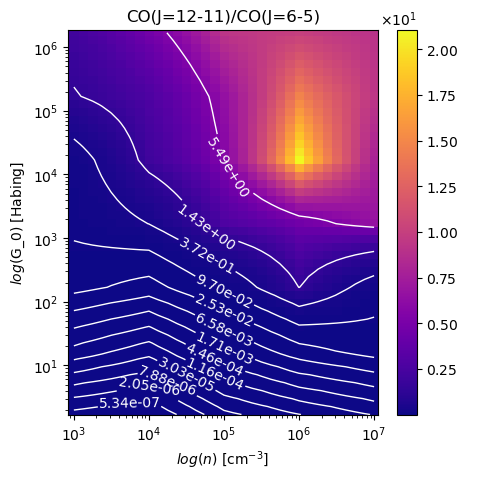 CO(J=12-11)/CO(J=6-5)
×10¹
10⁶
10⁵
10⁴
10³
10²
10¹
log(G_0) [Habing]
5.49e+00
1.43e+00
3.72e-01
9.70e-02
2.53e-02
6.58e-03
1.71e-03
4.46e-04
1.16e-04
3.03e-05
7.88e-06
2.05e-06
5.34e-07
10³ 10⁴ 10⁵ 10⁶ 10⁷
log(n) [cm⁻³]
2.00
1.75
1.50
1.25
1.00
0.75
0.50
0.25